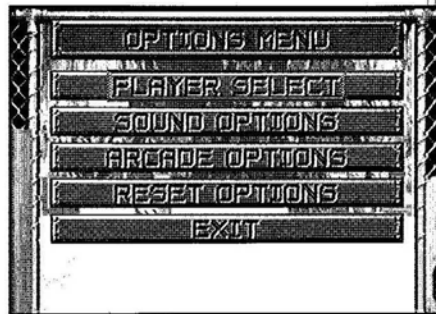 OPTIONS MENU
PLAYER SELECT
SOUND OPTIONS
ARCADE OPTIONS
RESET OPTIONS
EXIT